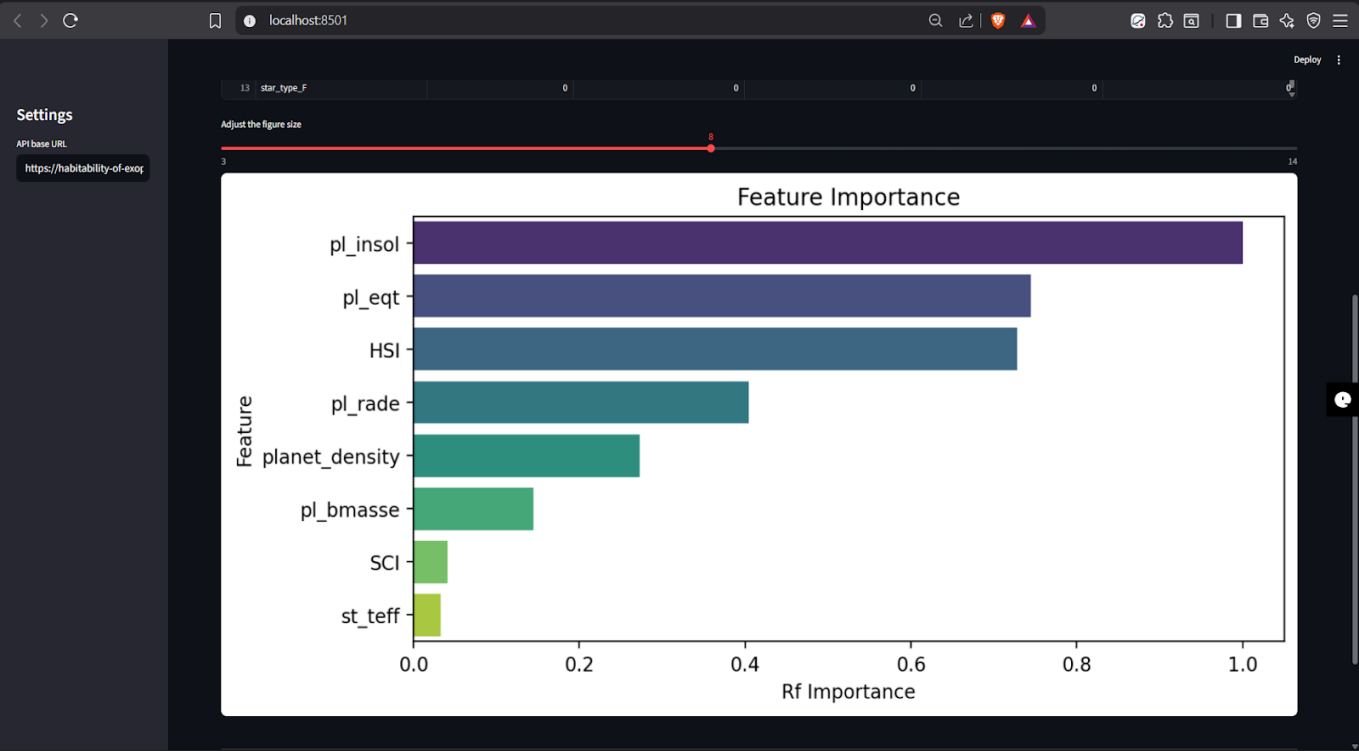 localhost:8501
Deploy
13 star_type_F 0 0 0 0 0
Settings
API base URL
https://habitability-of-exop
Adjust the figure size
8
3 14
Feature Importance
pl_insol
pl_eqt
HSI
pl_rade
planet_density
pl_bmasse
SCI
st_teff
Feature
0.0 0.2 0.4 0.6 0.8 1.0
Rf Importance